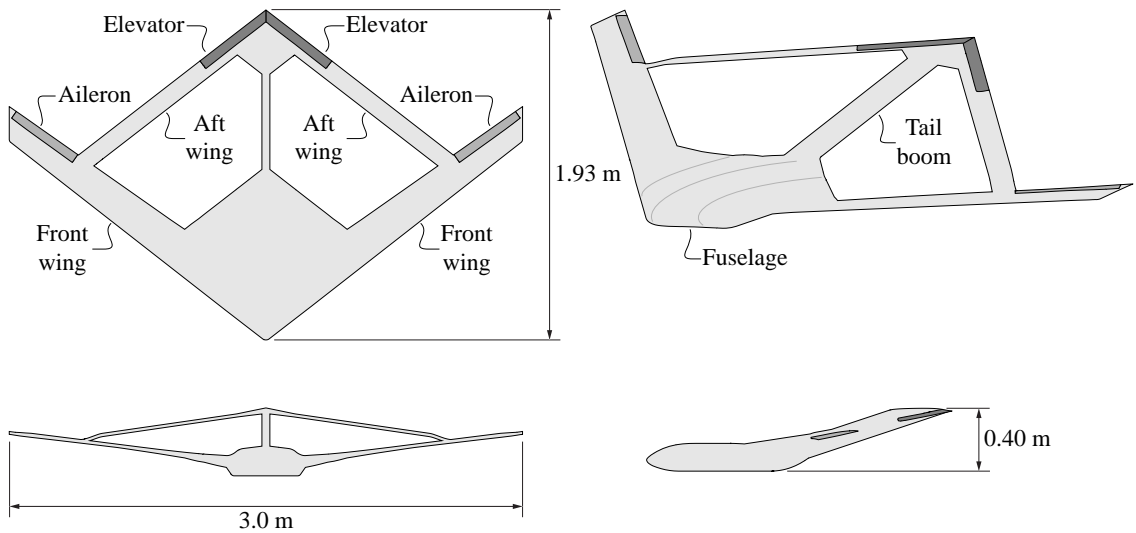 Elevator
Elevator
Aileron
Aileron
Aft
wing
Aft
wing
Front
wing
Front
wing
1.93 m
Tail
boom
Fuselage
3.0 m
0.40 m